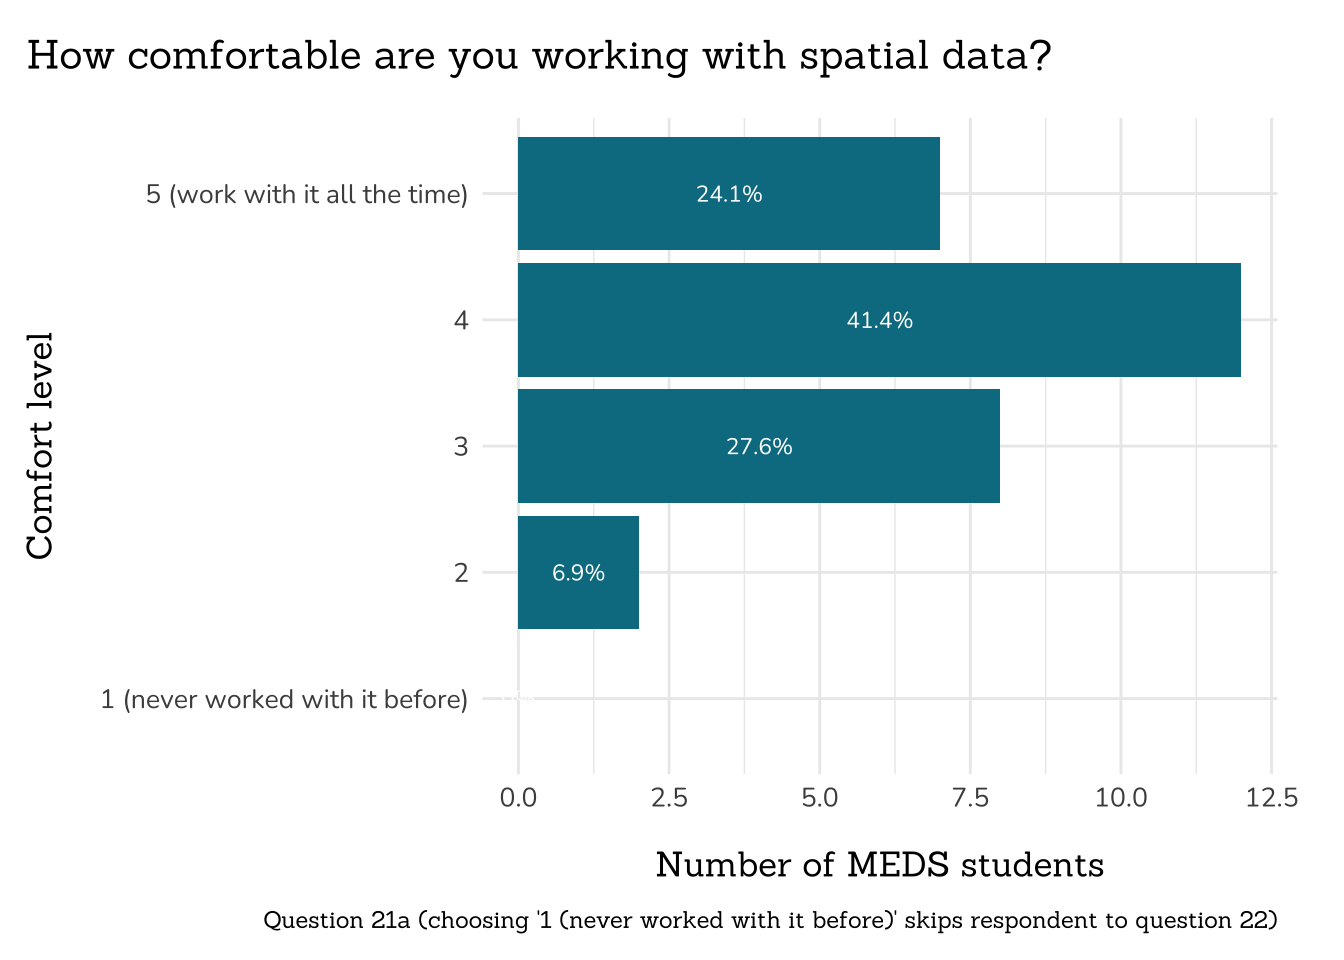 How comfortable are you working with spatial data?
Comfort level
5 (work with it all the time)
24.1%
4
41.4%
3
27.6%
2
6.9%
1 (never worked with it before)
0.0 2.5 5.0 7.5 10.0 12.5
Number of MEDS students
Question 21a (choosing '1 (never worked with it before)' skips respondent to question 22)